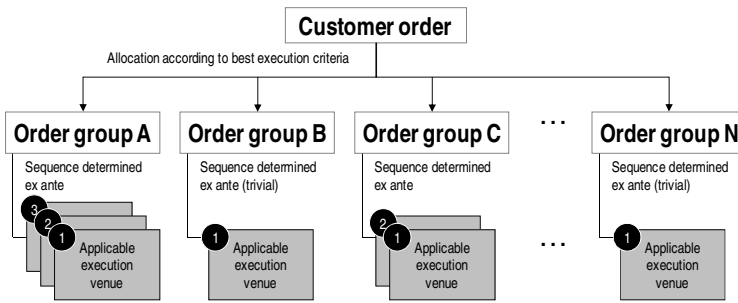 Customer order
Allocation according to best execution criteria
Order group A
Order group B
Order group C
...
Order group N
Sequence determined
ex ante
Sequence determined
ex ante (trivial)
Sequence determined
ex ante
Sequence determined
ex ante (trivial)
3
2
1
Applicable
execution
venue
1
Applicable
execution
venue
2
1
Applicable
execution
venue
...
1
Applicable
execution
venue